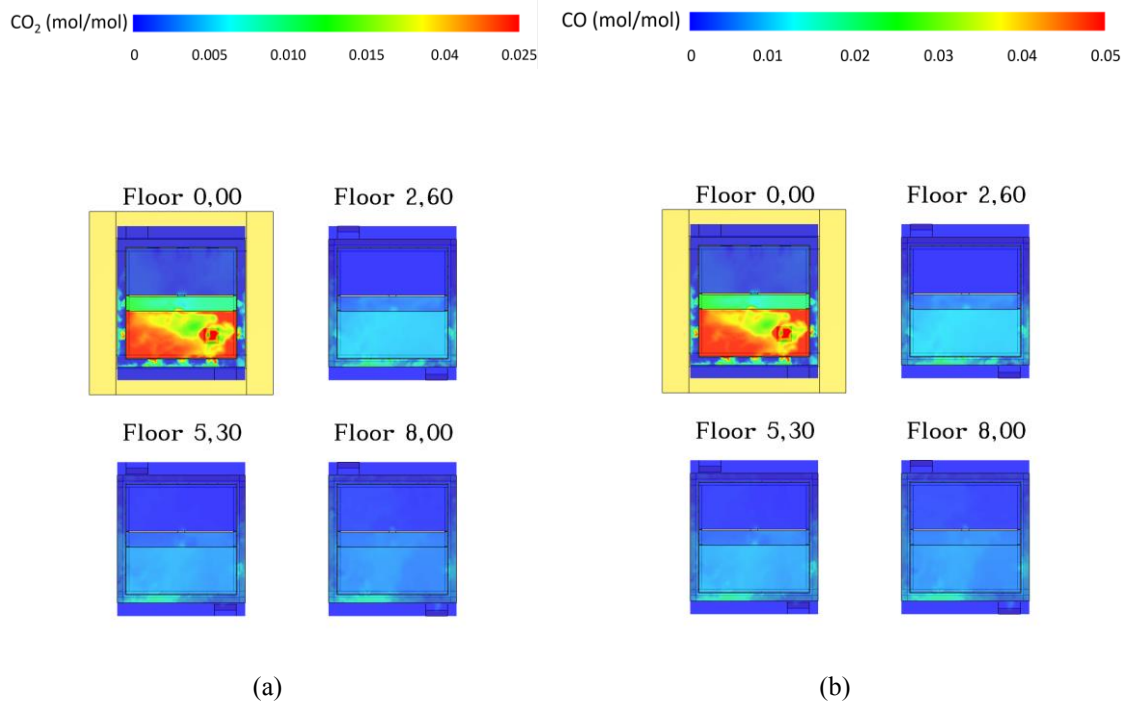 CO2 (mol/mol)
0 0.005 0.010 0.015 0.04 0.025
CO (mol/mol)
0 0.01 0.02 0.03 0.04 0.05
Floor 0,00
Floor 2,60
Floor 0,00
Floor 2,60
Floor 5,30
Floor 8,00
Floor 5,30
Floor 8,00
(a)
(b)